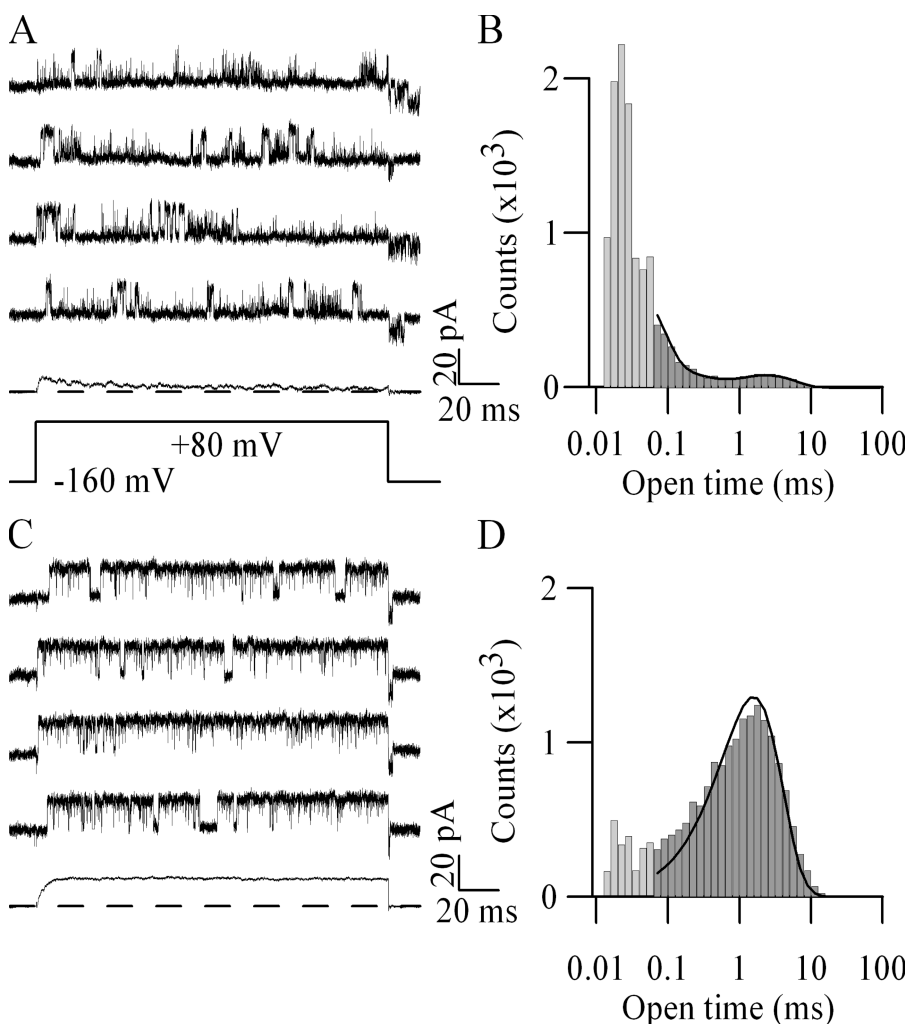 A
20 pA
20 ms
+80 mV
-160 mV
B
Counts (x10³)
2
1
0
0.01 0.1 1 10 100
Open time (ms)
C
20 pA
20 ms
D
Counts (x10³)
2
1
0
0.01 0.1 1 10 100
Open time (ms)